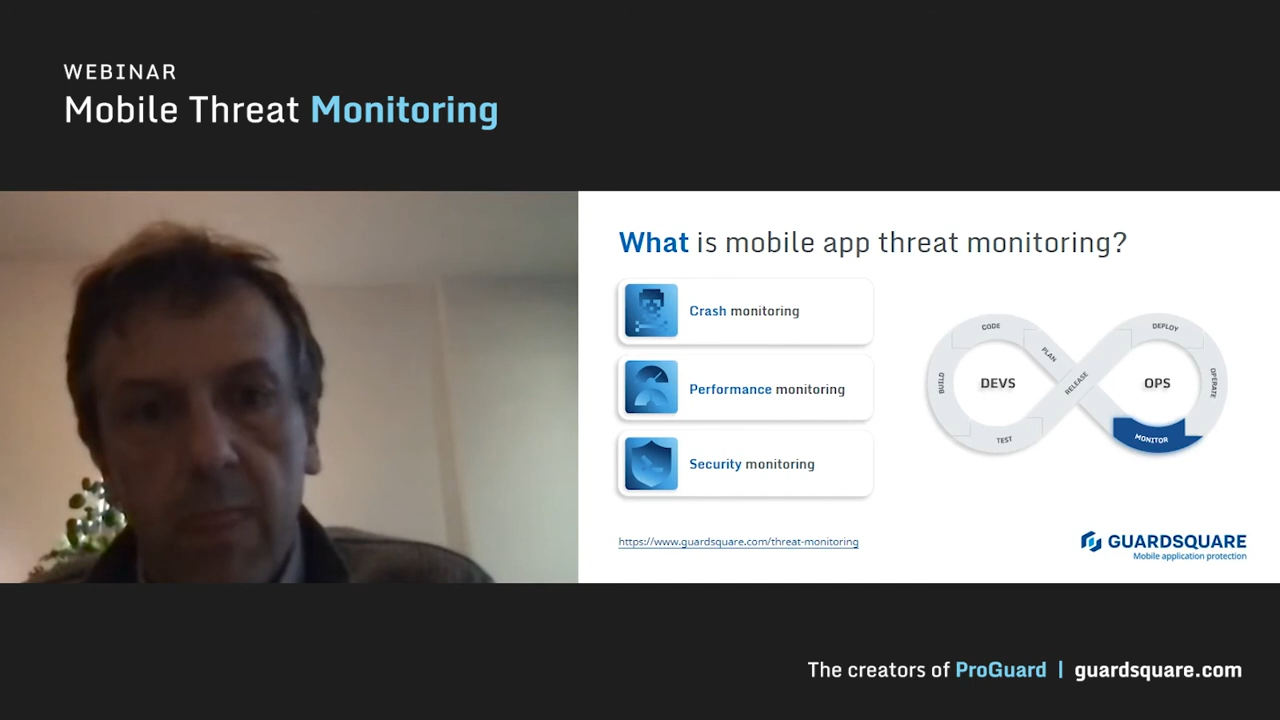 WEBINAR
Mobile Threat Monitoring
What is mobile app threat monitoring?
Crash monitoring
Performance monitoring
Security monitoring
CODE
PLAN
BUILD
DEVS
TEST
RELEASE
DEPLOY
OPERATE
OPS
MONITOR
https://www.guardsquare.com/threat-monitoring
GUARDSQUARE
Mobile application protection
The creators of ProGuard | guardsquare.com